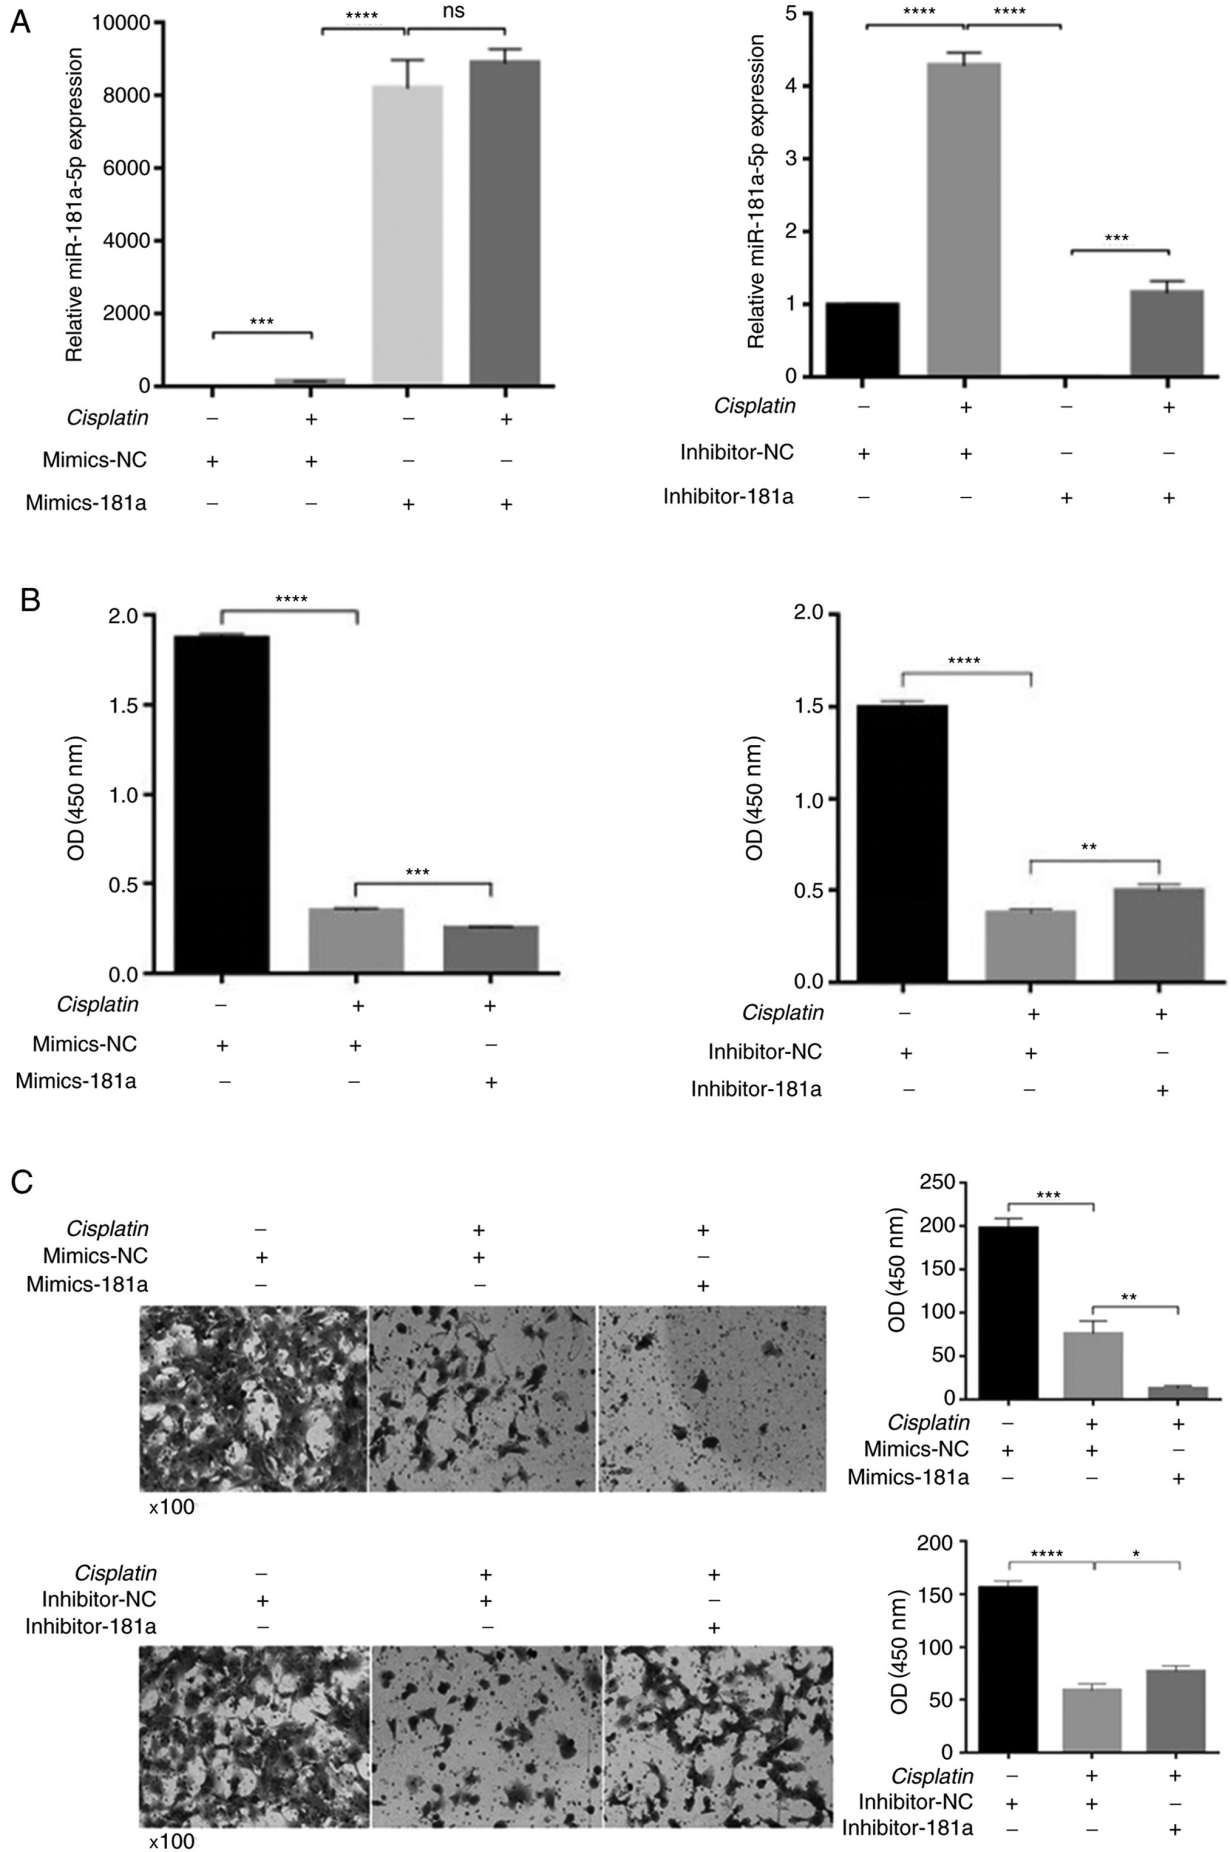 A
Relative miR-181a-5p expression
10000
8000
6000
4000
2000
0
***
****
ns
Cisplatin – + – +
Mimics-NC + + – –
Mimics-181a – – + +
Relative miR-181a-5p expression
5
4
3
2
1
0
****
****
***
Cisplatin – + – +
Inhibitor-NC + + – –
Inhibitor-181a – – + +
B
OD (450 nm)
2.0
1.5
1.0
0.5
0.0
****
***
Cisplatin – + +
Mimics-NC + + –
Mimics-181a – – +
OD (450 nm)
2.0
1.5
1.0
0.5
0.0
****
**
Cisplatin – + +
Inhibitor-NC + + –
Inhibitor-181a – – +
C
Cisplatin – + +
Mimics-NC + + –
Mimics-181a – – +
x100
OD (450 nm)
250
200
150
100
50
0
***
**
Cisplatin – + +
Mimics-NC + + –
Mimics-181a – – +
Cisplatin – + +
Inhibitor-NC + + –
Inhibitor-181a – – +
x100
OD (450 nm)
200
150
100
50
0
****
*
Cisplatin – + +
Inhibitor-NC + + –
Inhibitor-181a – – +